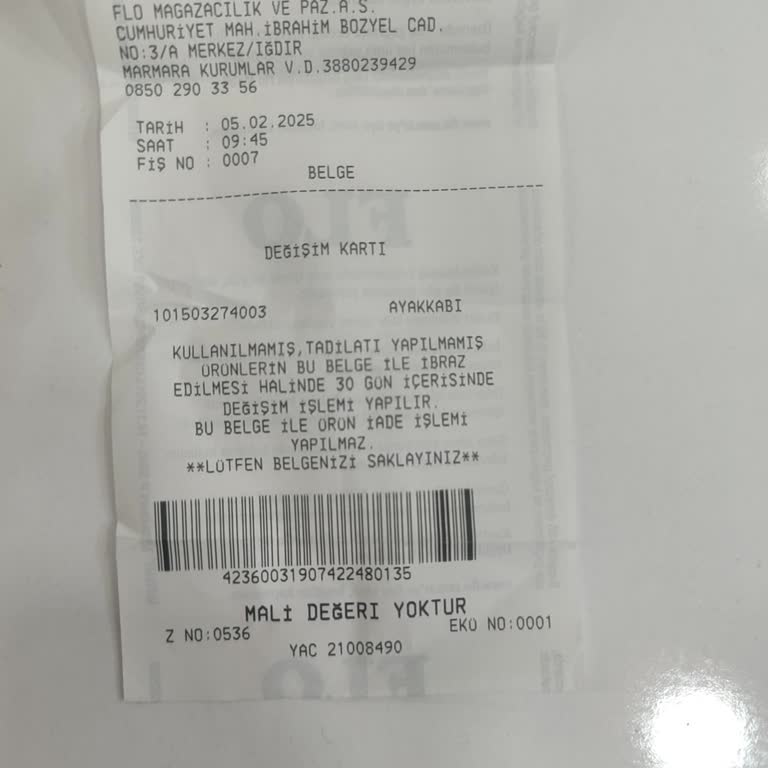 FLO MAGAZACILIK VE PAZ.A.Ş.
CUMHURİYET MAH.İBRAHİM BOZYEL CAD.
NO:3/A MERKEZ/IĞDIR
MARMARA KURUMLAR V.D.3880239429
0850 290 33 56
TARİH : 05.02.2025
SAAT : 09:45
FİŞ NO : 0007
BELGE
DEĞİŞİM KARTI
101503274003 AYAKKABI
KULLANILMAMIŞ,TADİLATI YAPILMAMIŞ
ÜRÜNLERİN BU BELGE İLE İBRAZ
EDİLMESİ HALİNDE 30 GÜN İÇERİSİNDE
DEĞİŞİM İŞLEMİ YAPILIR.
BU BELGE İLE ÜRÜN İADE İŞLEMİ
YAPILMAZ.
**LÜTFEN BELGENİZİ SAKLAYINIZ**
42360031907422480135
MALİ DEĞERİ YOKTUR
Z NO:0536 EKÜ NO:0001
YAC 21008490